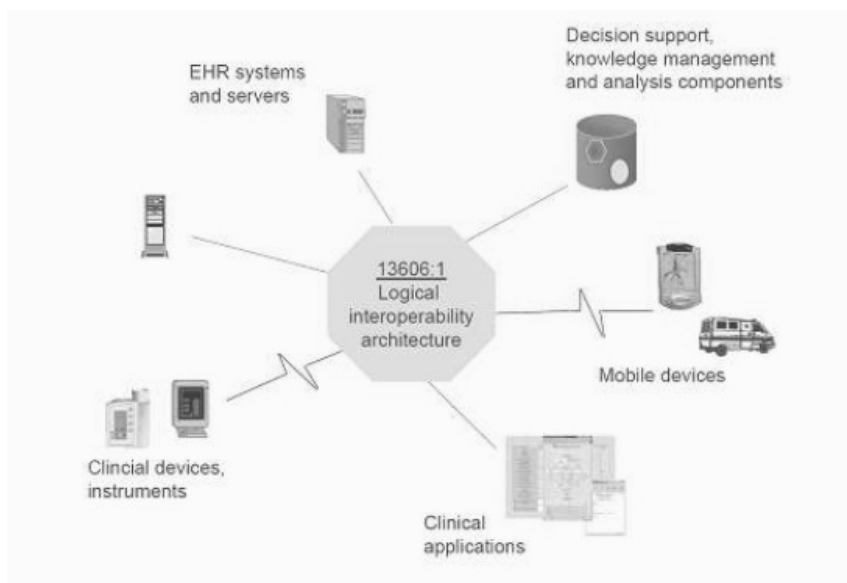 EHR systems
and servers
Decision support,
knowledge management
and analysis components
13606:1
Logical
interoperability
architecture
Mobile devices
Clincial devices,
instruments
Clinical
applications